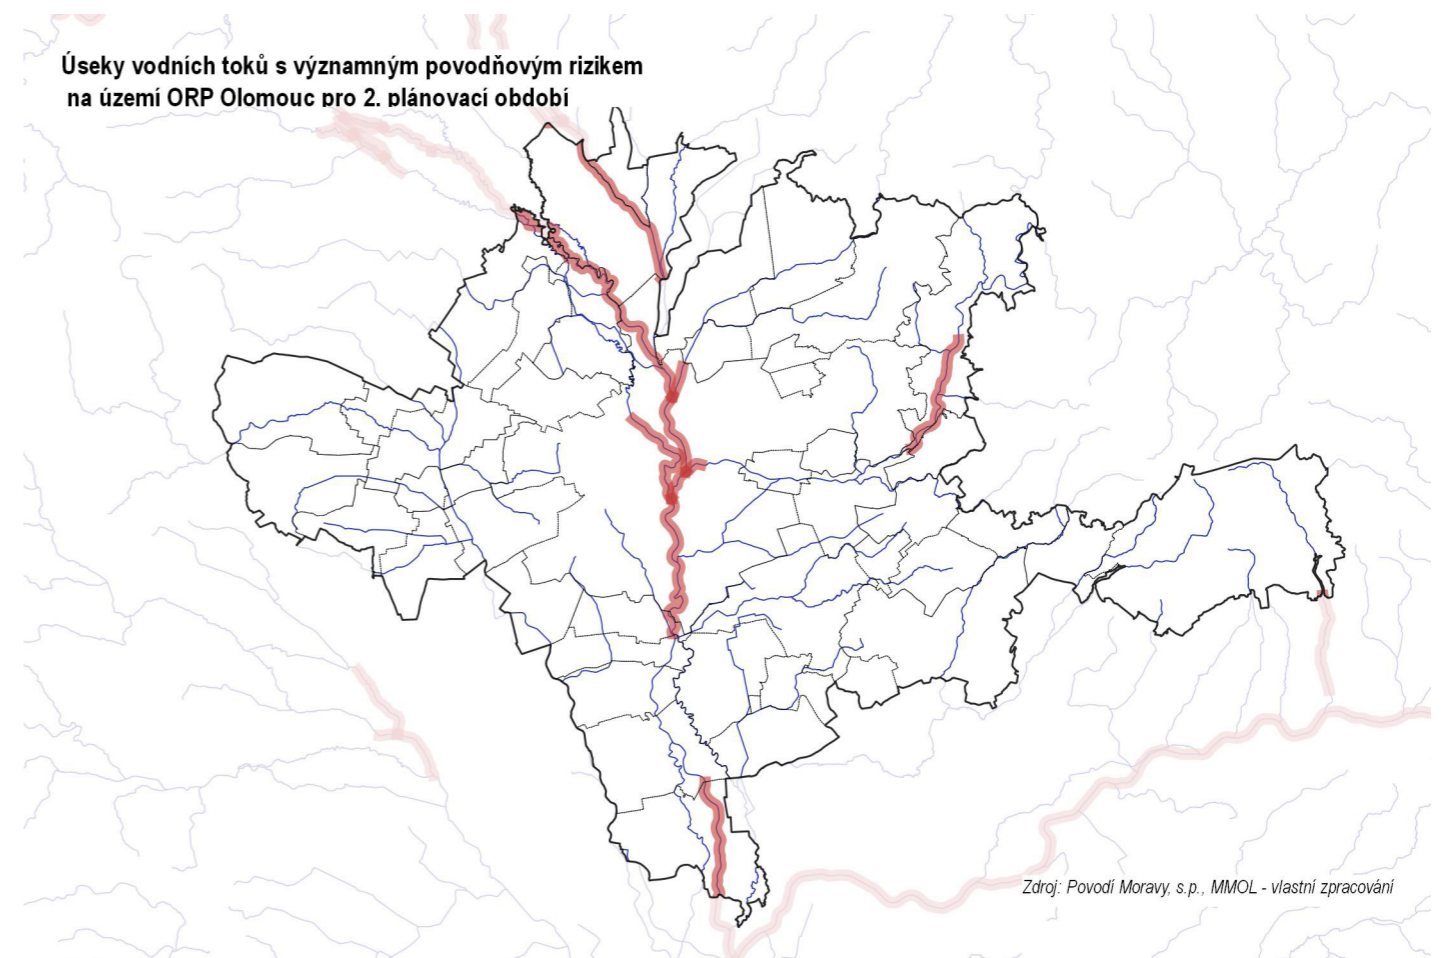 Úseky vodních toků s významným povodňovým rizikem
na území ORP Olomouc pro 2. plánovací období
Zdroj: Povodí Moravy, s.p., MMOL - vlastní zpracování